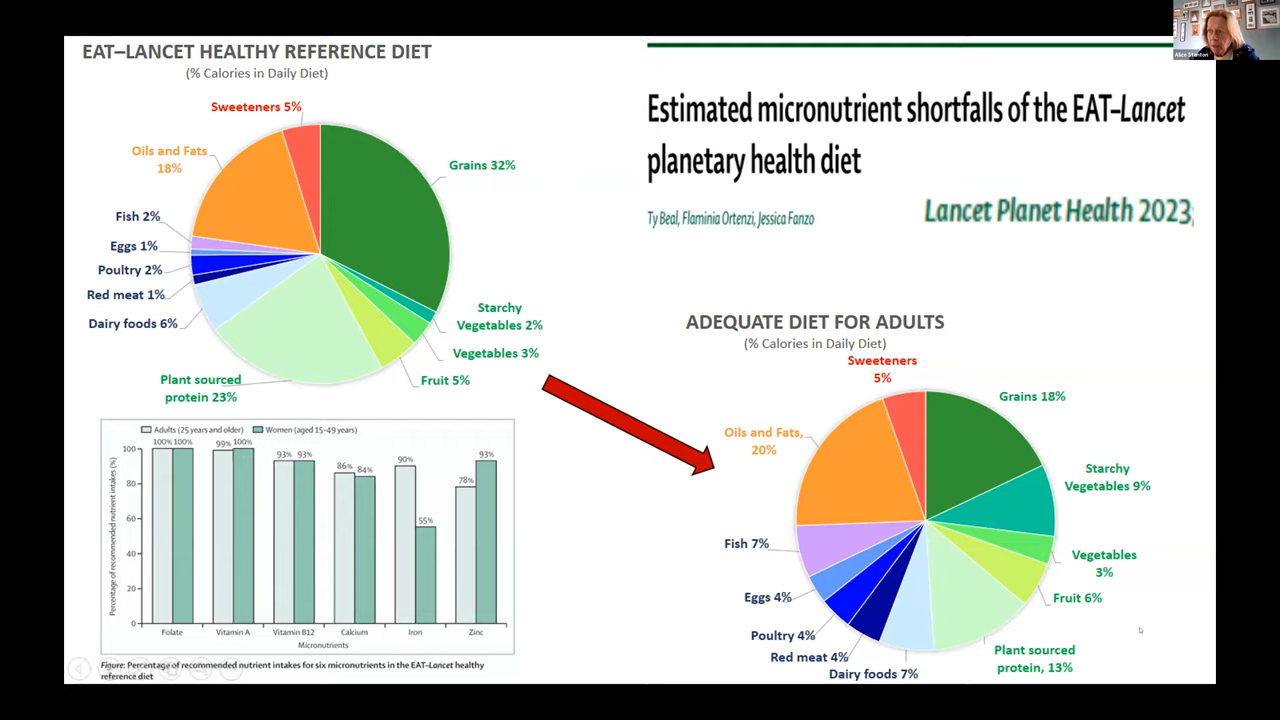 Alice Stanton
EAT–LANCET HEALTHY REFERENCE DIET
(% Calories in Daily Diet)
Sweeteners 5%
Oils and Fats
18%
Grains 32%
Fish 2%
Eggs 1%
Poultry 2%
Red meat 1%
Dairy foods 6%
Starchy
Vegetables 2%
Vegetables 3%
Fruit 5%
Plant sourced
protein 23%
Adults (25 years and older)
Women (aged 15–49 years)
Percentage of recommended nutrient intakes (%)
100
80
60
40
20
0
100% 100%
99% 100%
93% 93%
86% 84%
90%
55%
78%
93%
Folate
Vitamin A
Vitamin B12
Calcium
Iron
Zinc
Micronutrients
Figure: Percentage of recommended nutrient intakes for six micronutrients in the EAT–Lancet healthy
reference diet
Estimated micronutrient shortfalls of the EAT–Lancet
planetary health diet
Ty Beal, Flaminia Ortenzi, Jessica Fanzo
Lancet Planet Health 2023;
ADEQUATE DIET FOR ADULTS
(% Calories in Daily Diet)
Sweeteners
5%
Grains 18%
Oils and Fats,
20%
Starchy
Vegetables 9%
Fish 7%
Vegetables
3%
Eggs 4%
Fruit 6%
Poultry 4%
Red meat 4%
Dairy foods 7%
Plant sourced
protein, 13%